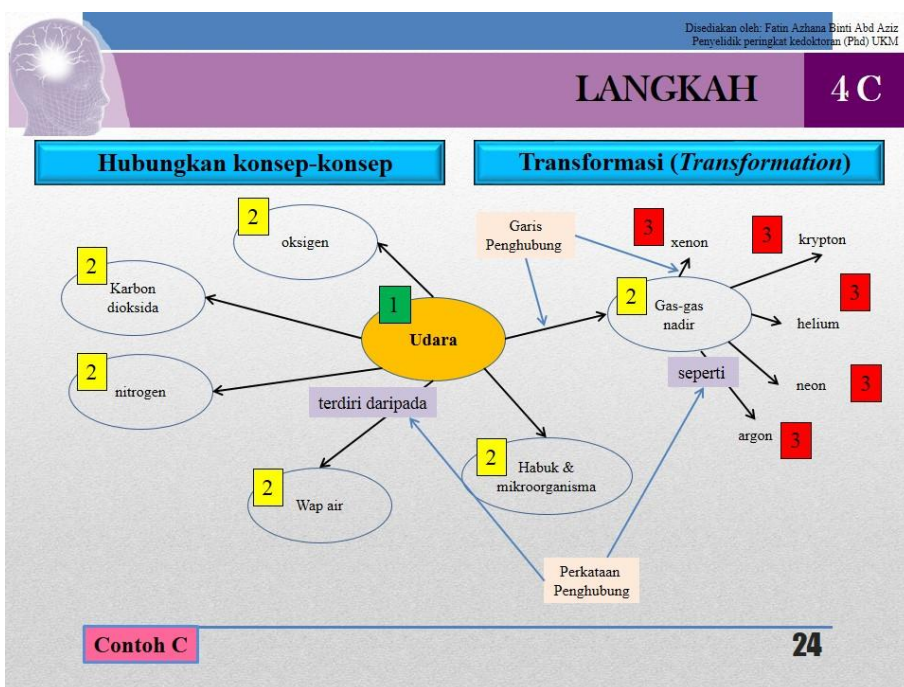 Disediakan oleh: Fatin Azhana Binti Abd Aziz
Penyelidik peringkat kedoktoran (Phd) UKM
LANGKAH
4 C
Hubungkan konsep-konsep
Transformasi (Transformation)
2
oksigen
2
Karbon
dioksida
2
nitrogen
1
Udara
terdiri daripada
2
Wap air
2
Habuk &
mikroorganisma
Garis
Penghubung
2
Gas-gas
nadir
seperti
3
xenon
3
krypton
3
helium
neon
3
argon
3
Perkataan
Penghubung
Contoh C
24